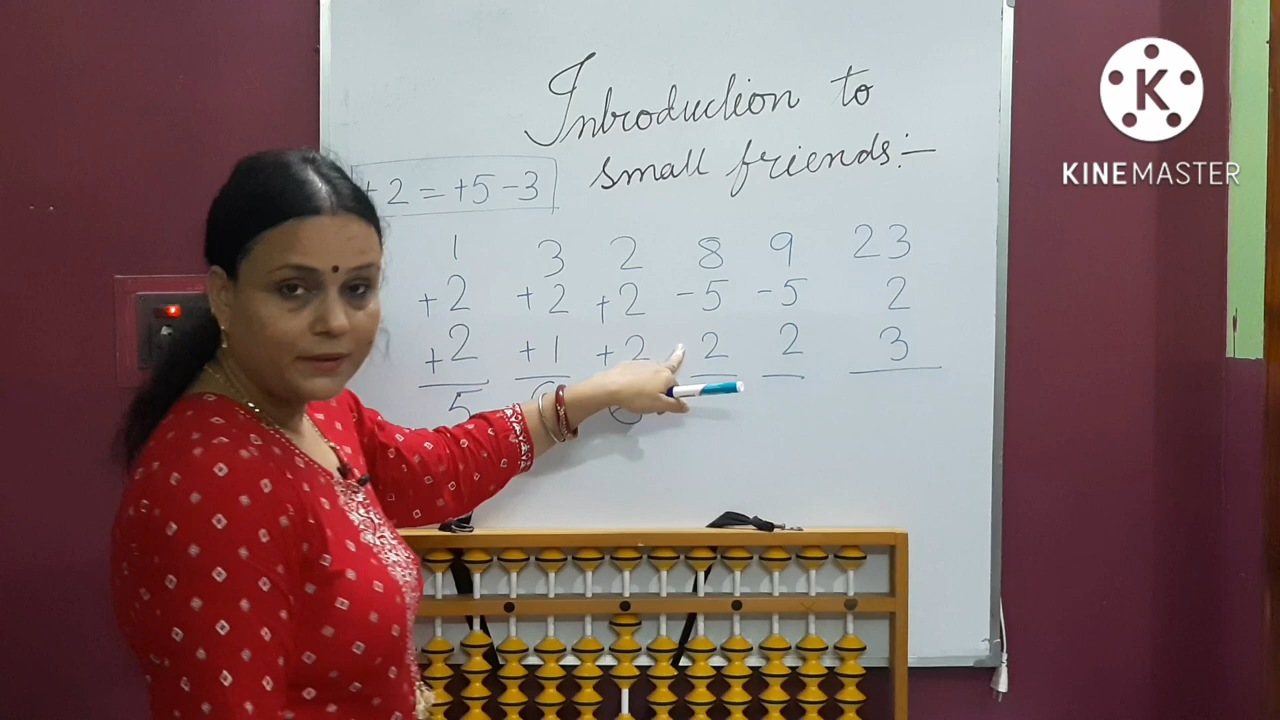 Introduction to
small friends:-
+2 = +5-3
1 3 2 8 9 23
+2 +2 +2 -5 -5 2
+2 +1 +2 2 2 3
5
K
KINEMASTER